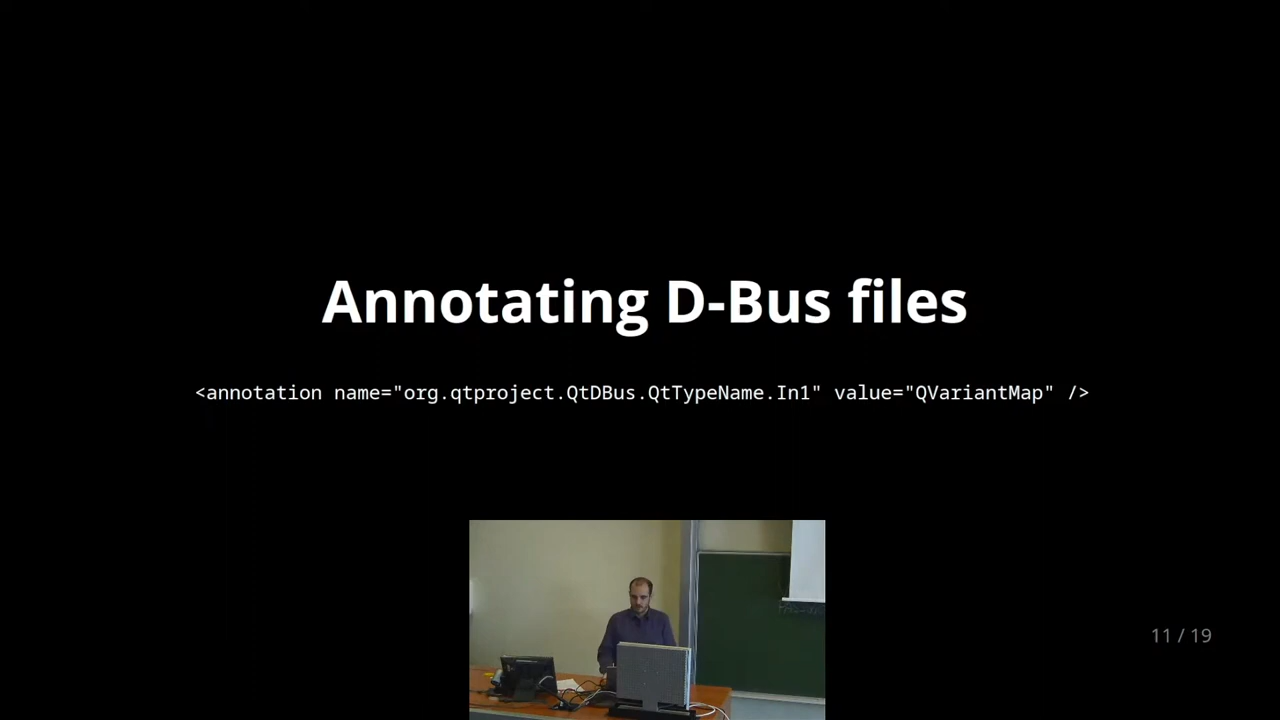 Annotating D-Bus files
<annotation name="org.qtproject.QtDBus.QtTypeName.In1" value="QVariantMap" />
11 / 19